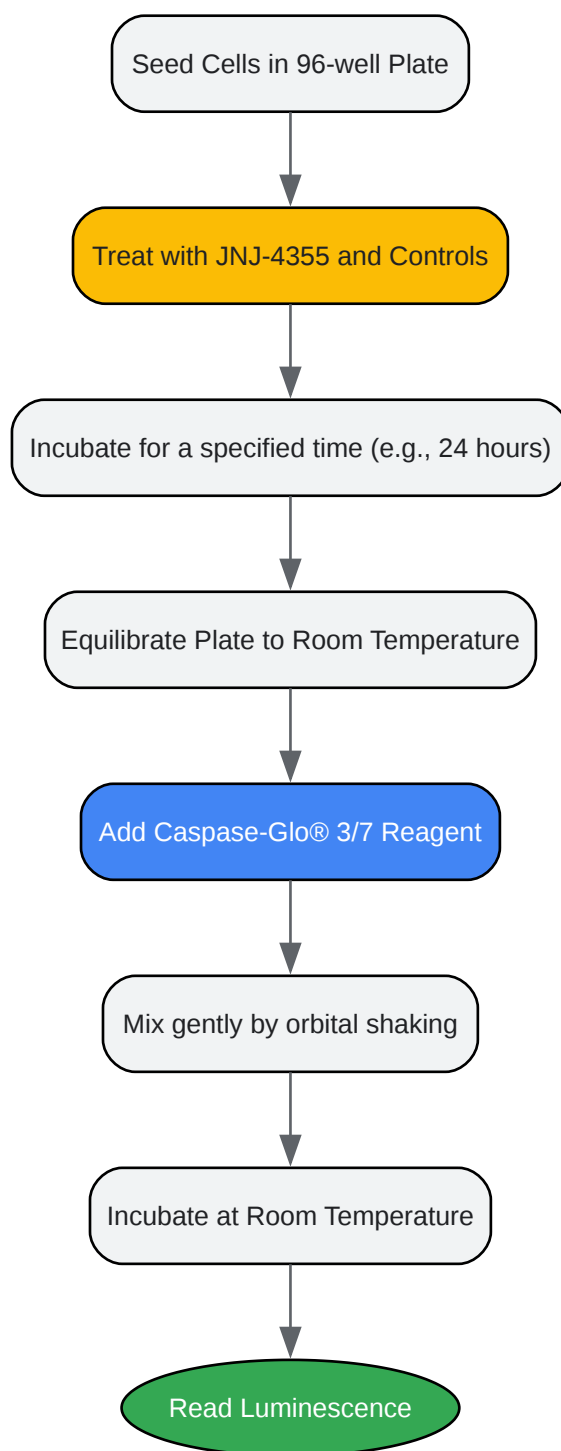 Seed Cells in 96-well Plate
Treat with JNJ-4355 and Controls
Incubate for a specified time (e.g., 24 hours)
Equilibrate Plate to Room Temperature
Add Caspase-Glo® 3/7 Reagent
Mix gently by orbital shaking
Incubate at Room Temperature
Read Luminescence